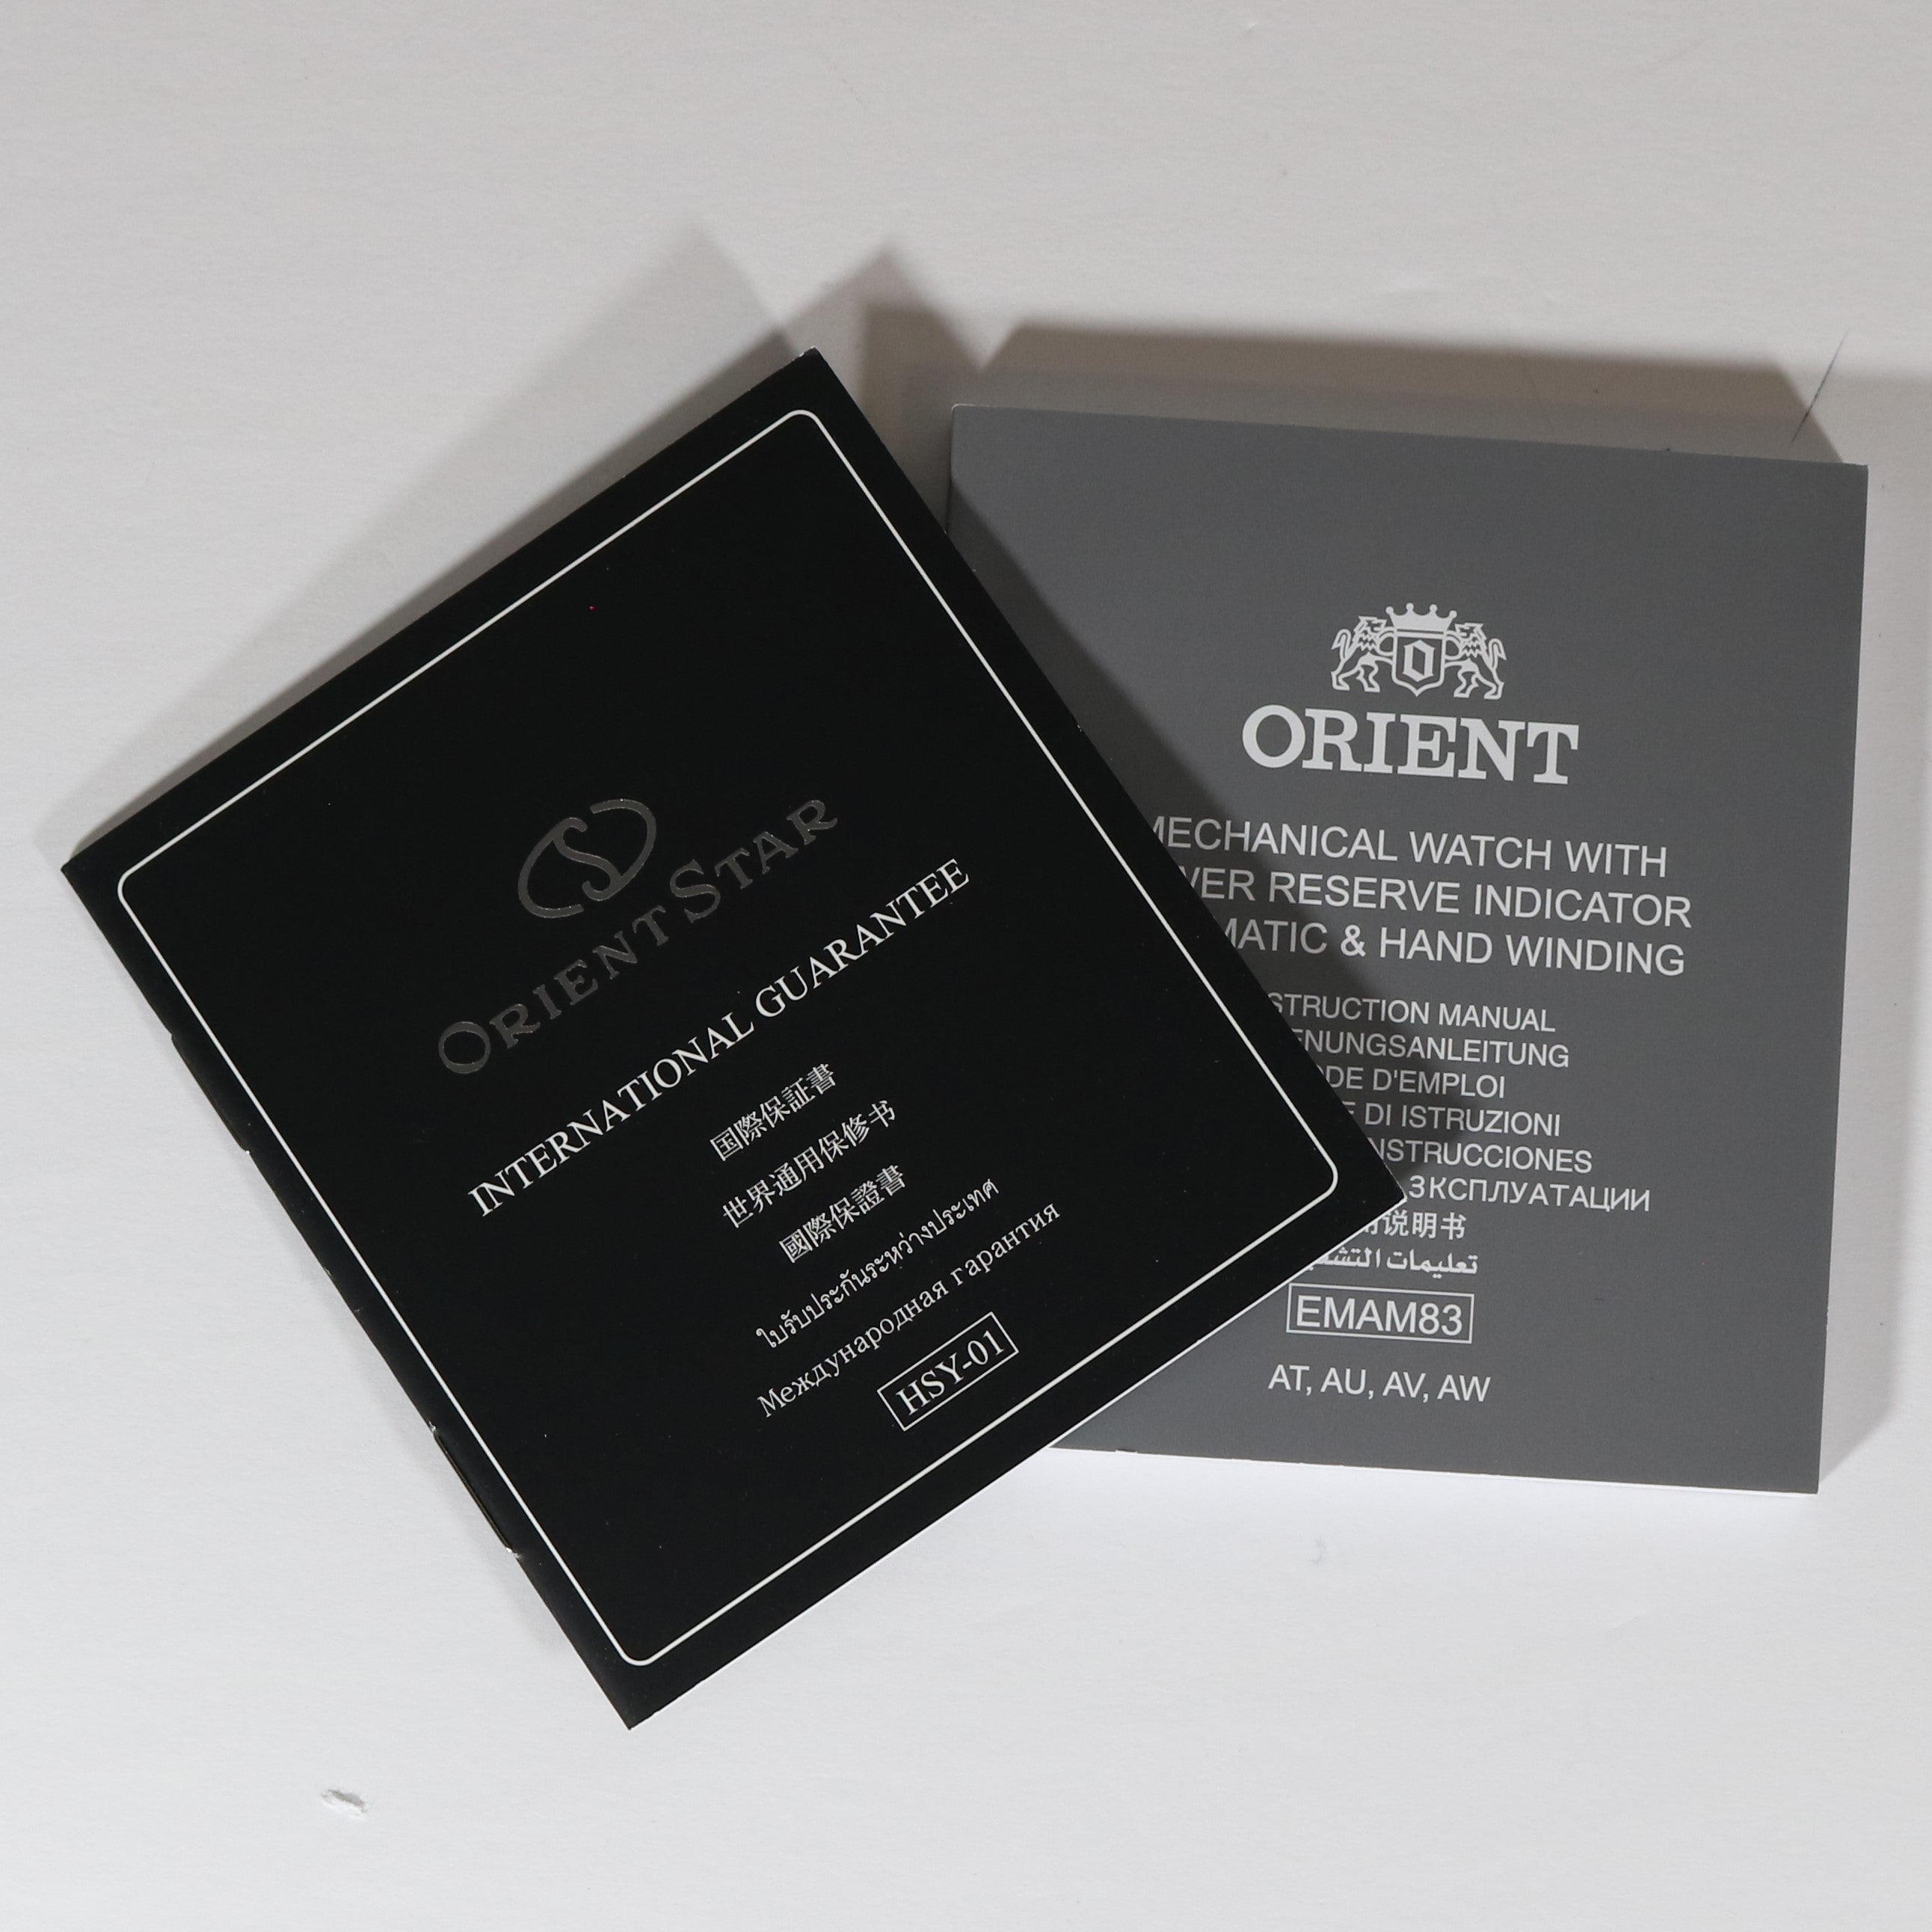 ORIENT STAR
INTERNATIONAL GUARANTEE
国際保証書
世界通用保修书
國際保證書
ใบรับประกันระหว่างประเทศ
Международная гарантия
HSY-01
ORIENT
MECHANICAL WATCH WITH
WER RESERVE INDICATOR
MATIC & HAND WINDING
STRUCTION MANUAL
ENUNGSANLEITUNG
DE D'EMPLOI
E DI ISTRUZIONI
NSTRUCCIONES
ЗКСПЛУАТАЦИИ
说明书
تعليمات
EMAM83
AT, AU, AV, AW